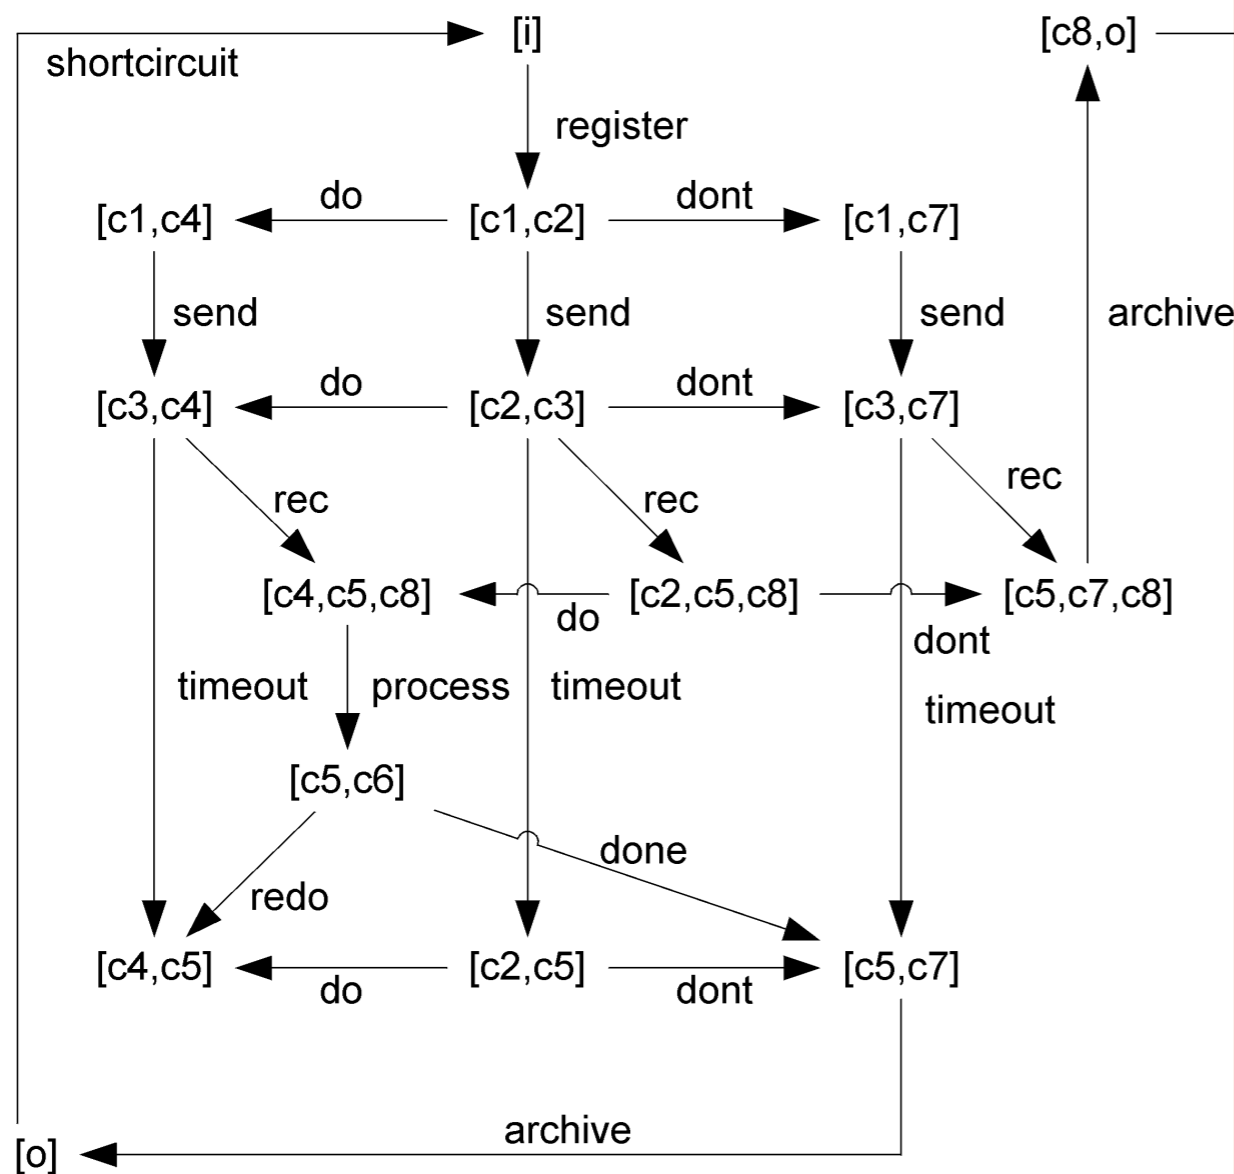 [i] [c8,o]
shortcircuit
register
do dont
[c1,c4] [c1,c2] [c1,c7]
send send send archive
do dont
[c3,c4] [c2,c3] [c3,c7]
rec rec rec
[c4,c5,c8] [c2,c5,c8] [c5,c7,c8]
do dont
timeout process timeout timeout
[c5,c6]
done
redo
[c4,c5] [c2,c5] [c5,c7]
do dont
archive
[o]